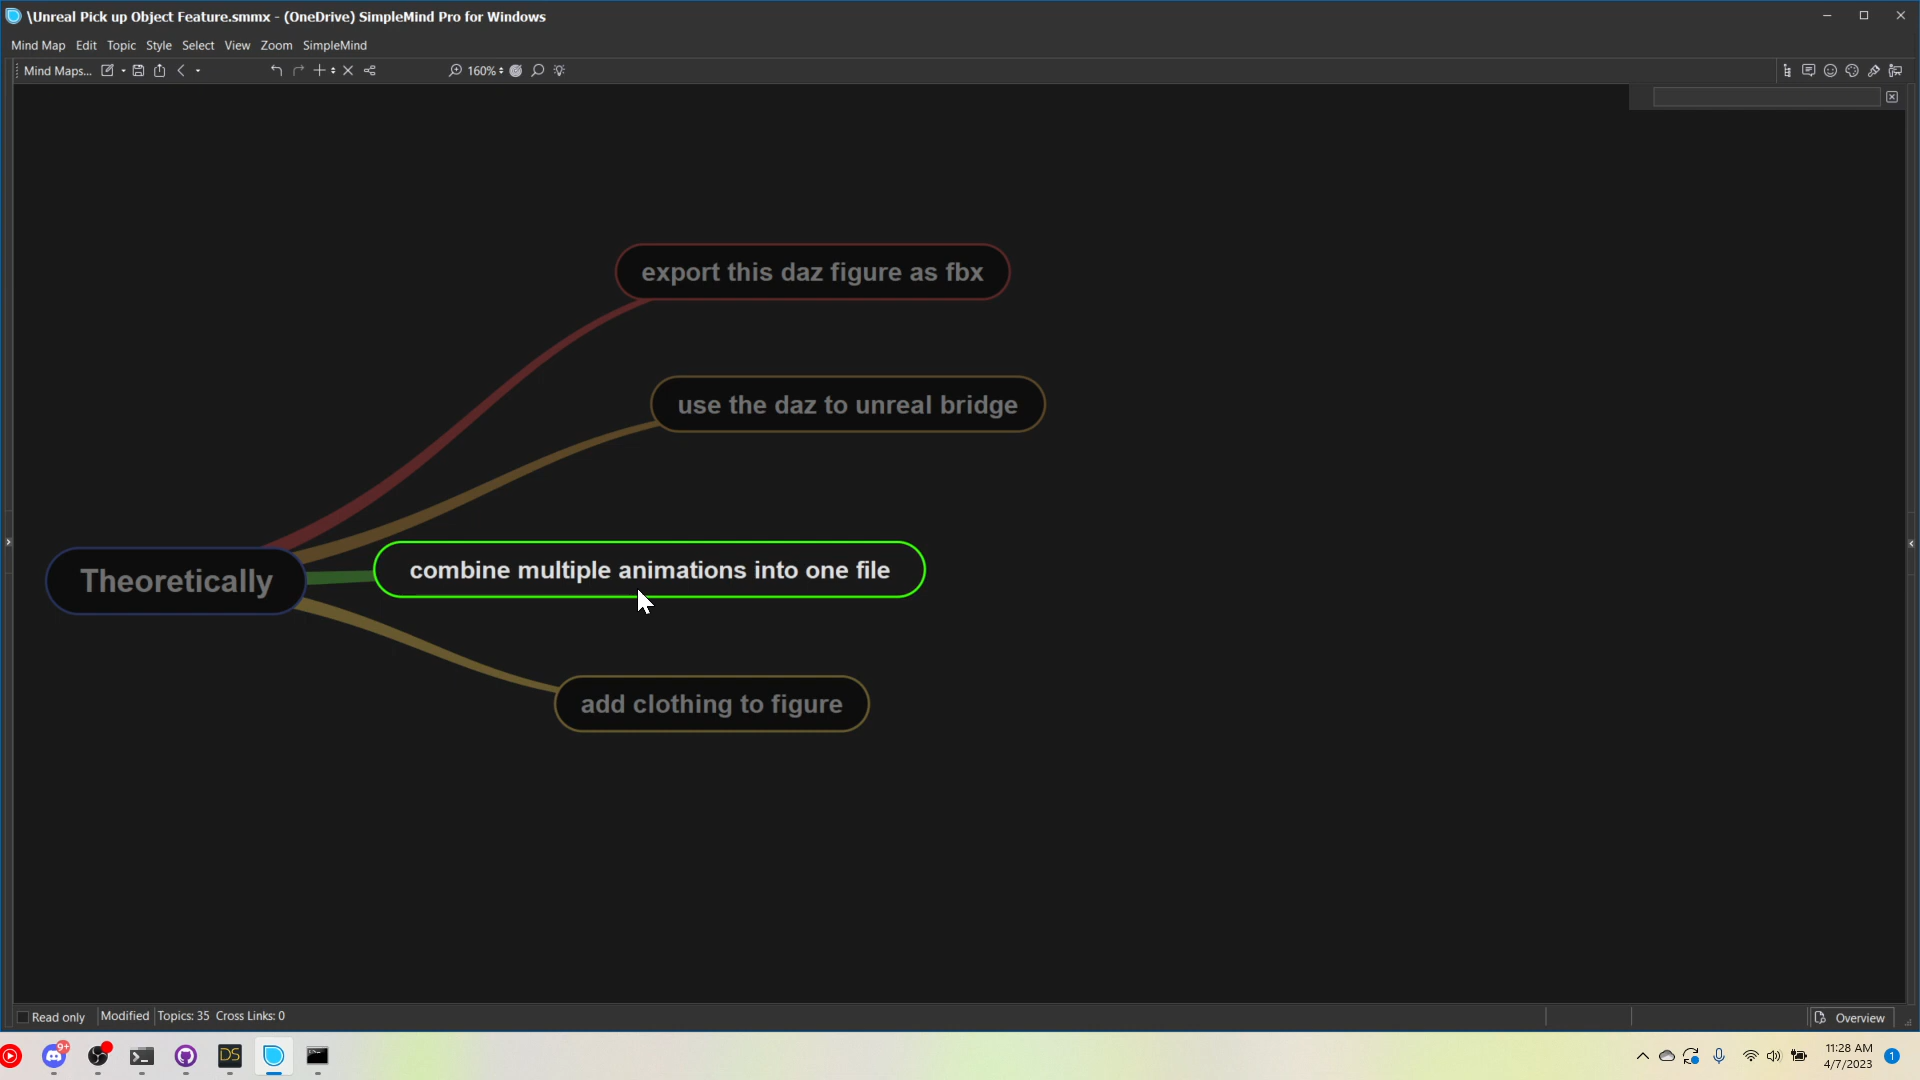 \Unreal Pick up Object Feature.smmx - (OneDrive) SimpleMind Pro for Windows
Mind Map Edit Topic Style Select View Zoom SimpleMind
Mind Maps... 160%
export this daz figure as fbx
use the daz to unreal bridge
Theoretically
combine multiple animations into one file
add clothing to figure
Read only Modified Topics: 35 Cross Links: 0 Overview
9+ DS
11:28 AM
4/7/2023
1